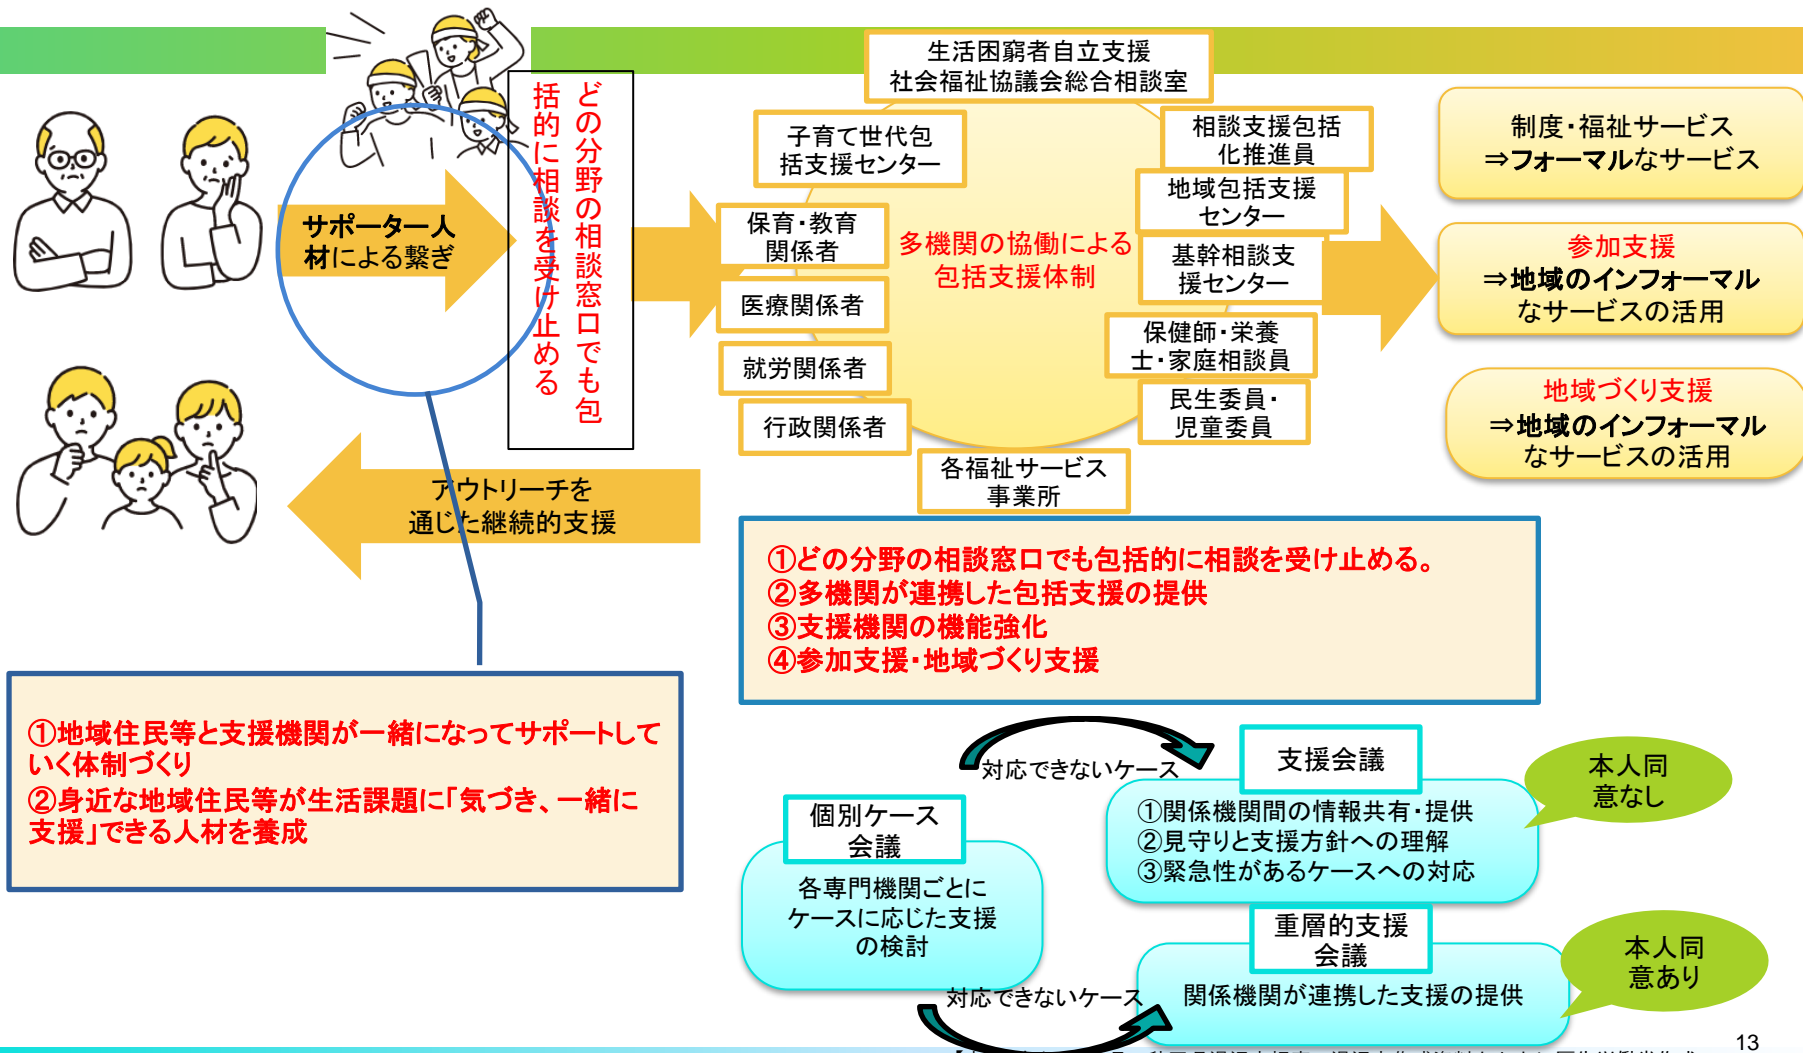 生活困窮者自立支援
社会福祉協議会総合相談室
子育て世代包
括支援センター
相談支援包括
化推進員
地域包括支援
センター
保育・教育
関係者
多機関の協働による
包括支援体制
基幹相談支
援センター
医療関係者
保健師・栄養
士・家庭相談員
就労関係者
民生委員・
児童委員
行政関係者
各福祉サービス
事業所
サポーター人
材による繋ぎ
どの分野の相談窓口でも包
括的に相談を受け止める
制度・福祉サービス
⇒フォーマルなサービス
参加支援
⇒地域のインフォーマル
なサービスの活用
地域づくり支援
⇒地域のインフォーマル
なサービスの活用
アウトリーチを
通じた継続的支援
①どの分野の相談窓口でも包括的に相談を受け止める。
②多機関が連携した包括支援の提供
③支援機関の機能強化
④参加支援・地域づくり支援
①地域住民等と支援機関が一緒になってサポートして
いく体制づくり
②身近な地域住民等が生活課題に「気づき、一緒に
支援」できる人材を養成
対応できないケース
支援会議
本人同
意なし
①関係機関間の情報共有・提供
②見守りと支援方針への理解
③緊急性があるケースへの対応
個別ケース
会議
各専門機関ごとに
ケースに応じた支援
の検討
重層的支援
会議
本人同
意あり
対応できないケース
関係機関が連携した支援の提供
13